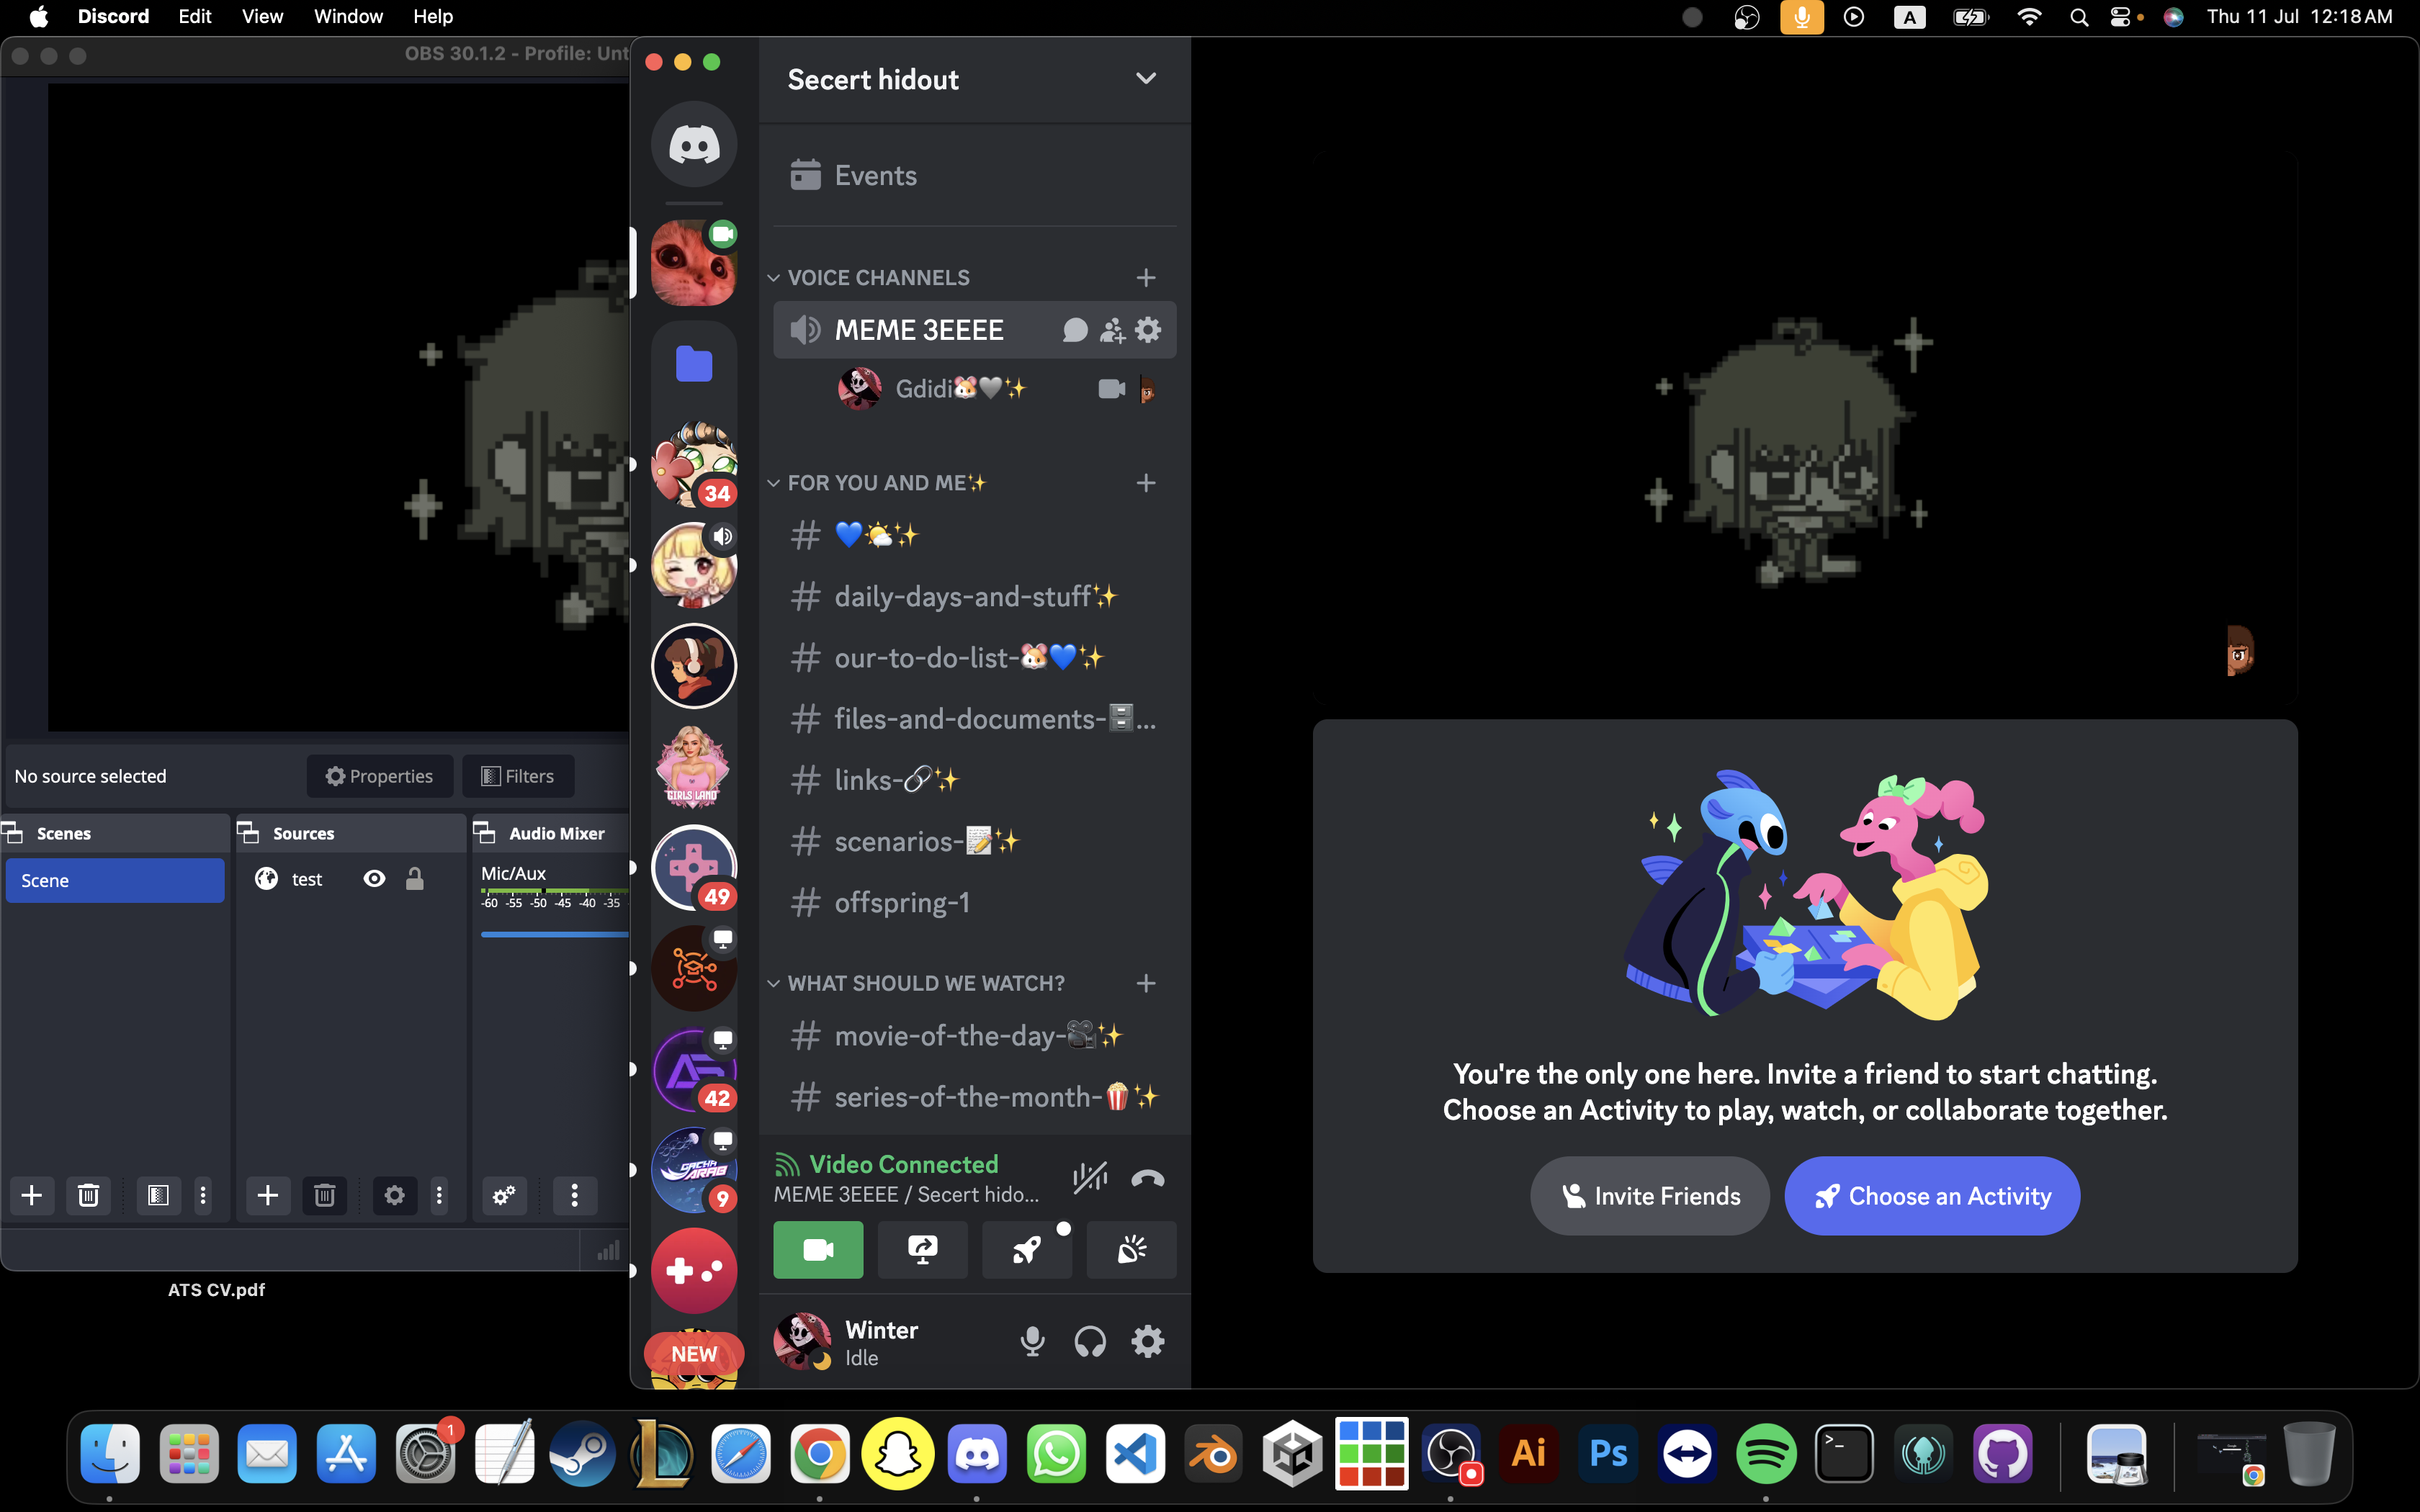 Discord Edit View Window Help
A
Thu 11 Jul 12:18 AM
OBS 30.1.2 - Profile: Unt
No source selected
Properties
Filters
Scenes
Sources
Audio Mixer
Scene
test
Mic/Aux
-60 -55 -50 -45 -40 -35
ATS CV.pdf
34
GIRLS LAND
49
42
GACHA ARAB
9
NEW
Secert hidout
Events
VOICE CHANNELS
MEME 3EEEE
Gdidi🐹🩶✨
FOR YOU AND ME✨
# 💙🌤️✨
# daily-days-and-stuff✨
# our-to-do-list-🐹💙✨
# files-and-documents-🗄️...
# links-🔗✨
# scenarios-📝✨
# offspring-1
WHAT SHOULD WE WATCH?
# movie-of-the-day-🎥✨
# series-of-the-month-🍿✨
Video Connected
MEME 3EEEE / Secert hido...
Winter
Idle
You're the only one here. Invite a friend to start chatting.
Choose an Activity to play, watch, or collaborate together.
Invite Friends
Choose an Activity
1
Ai
Ps